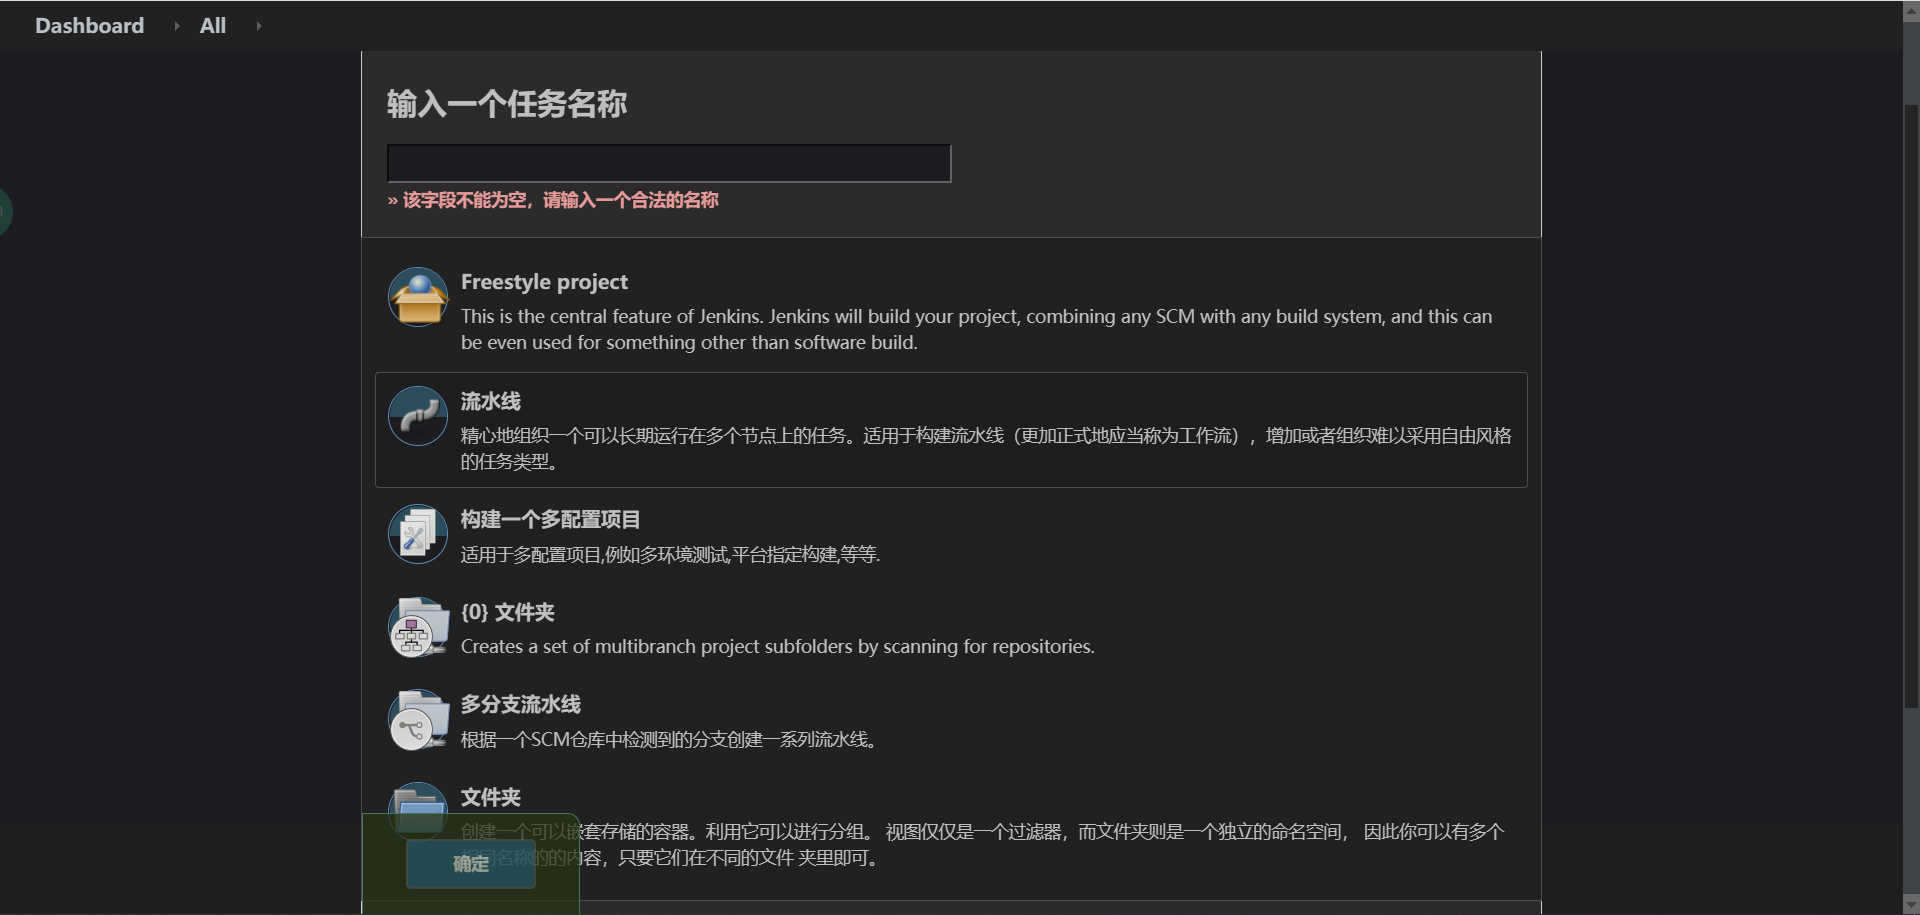 Dashboard
All
输入一个任务名称
» 该字段不能为空，请输入一个合法的名称
Freestyle project
This is the central feature of Jenkins. Jenkins will build your project, combining any SCM with any build system, and this can
be even used for something other than software build.
流水线
精心地组织一个可以长期运行在多个节点上的任务。适用于构建流水线（更加正式地应当称为工作流），增加或者组织难以采用自由风格
的任务类型。
构建一个多配置项目
适用于多配置项目,例如多环境测试,平台指定构建,等等.
{0} 文件夹
Creates a set of multibranch project subfolders by scanning for repositories.
多分支流水线
根据一个SCM仓库中检测到的分支创建一系列流水线。
文件夹
创建一个可以嵌套存储的容器。利用它可以进行分组。 视图仅仅是一个过滤器，而文件夹则是一个独立的命名空间， 因此你可以有多个
相同名称的的内容，只要它们在不同的文件 夹里即可。
确定